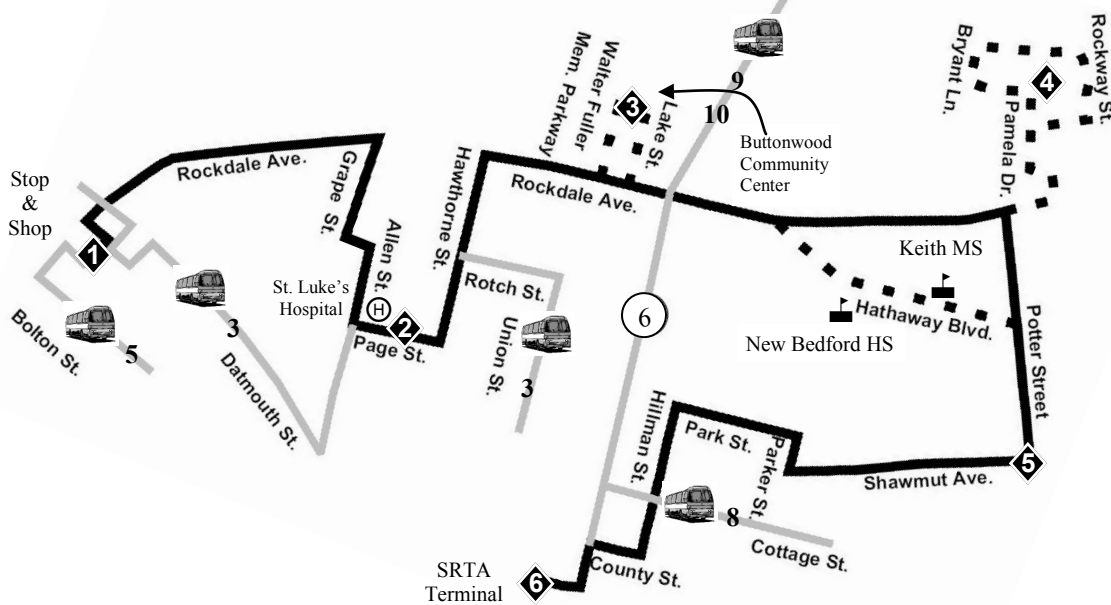 Stop
&
Shop
1
Rockdale Ave.
Grape St.
Allen St.
St. Luke's
Hospital
H
2
Page St.
Bolton St.
5
3
Datmouth St.
Hawthorne St.
Rotch St.
Union St.
3
Rockdale Ave.
Walter Fuller
Mem. Parkway
3
Lake St.
9
10
Buttonwood
Community
Center
6
Bryant Ln.
Rockway St.
4
Pamela Dr.
Keith MS
Hathaway Blvd.
New Bedford HS
Potter Street
5
Shawmut Ave.
Hillman St.
Park St.
Parker St.
8
Cottage St.
County St.
SRTA
Terminal
6